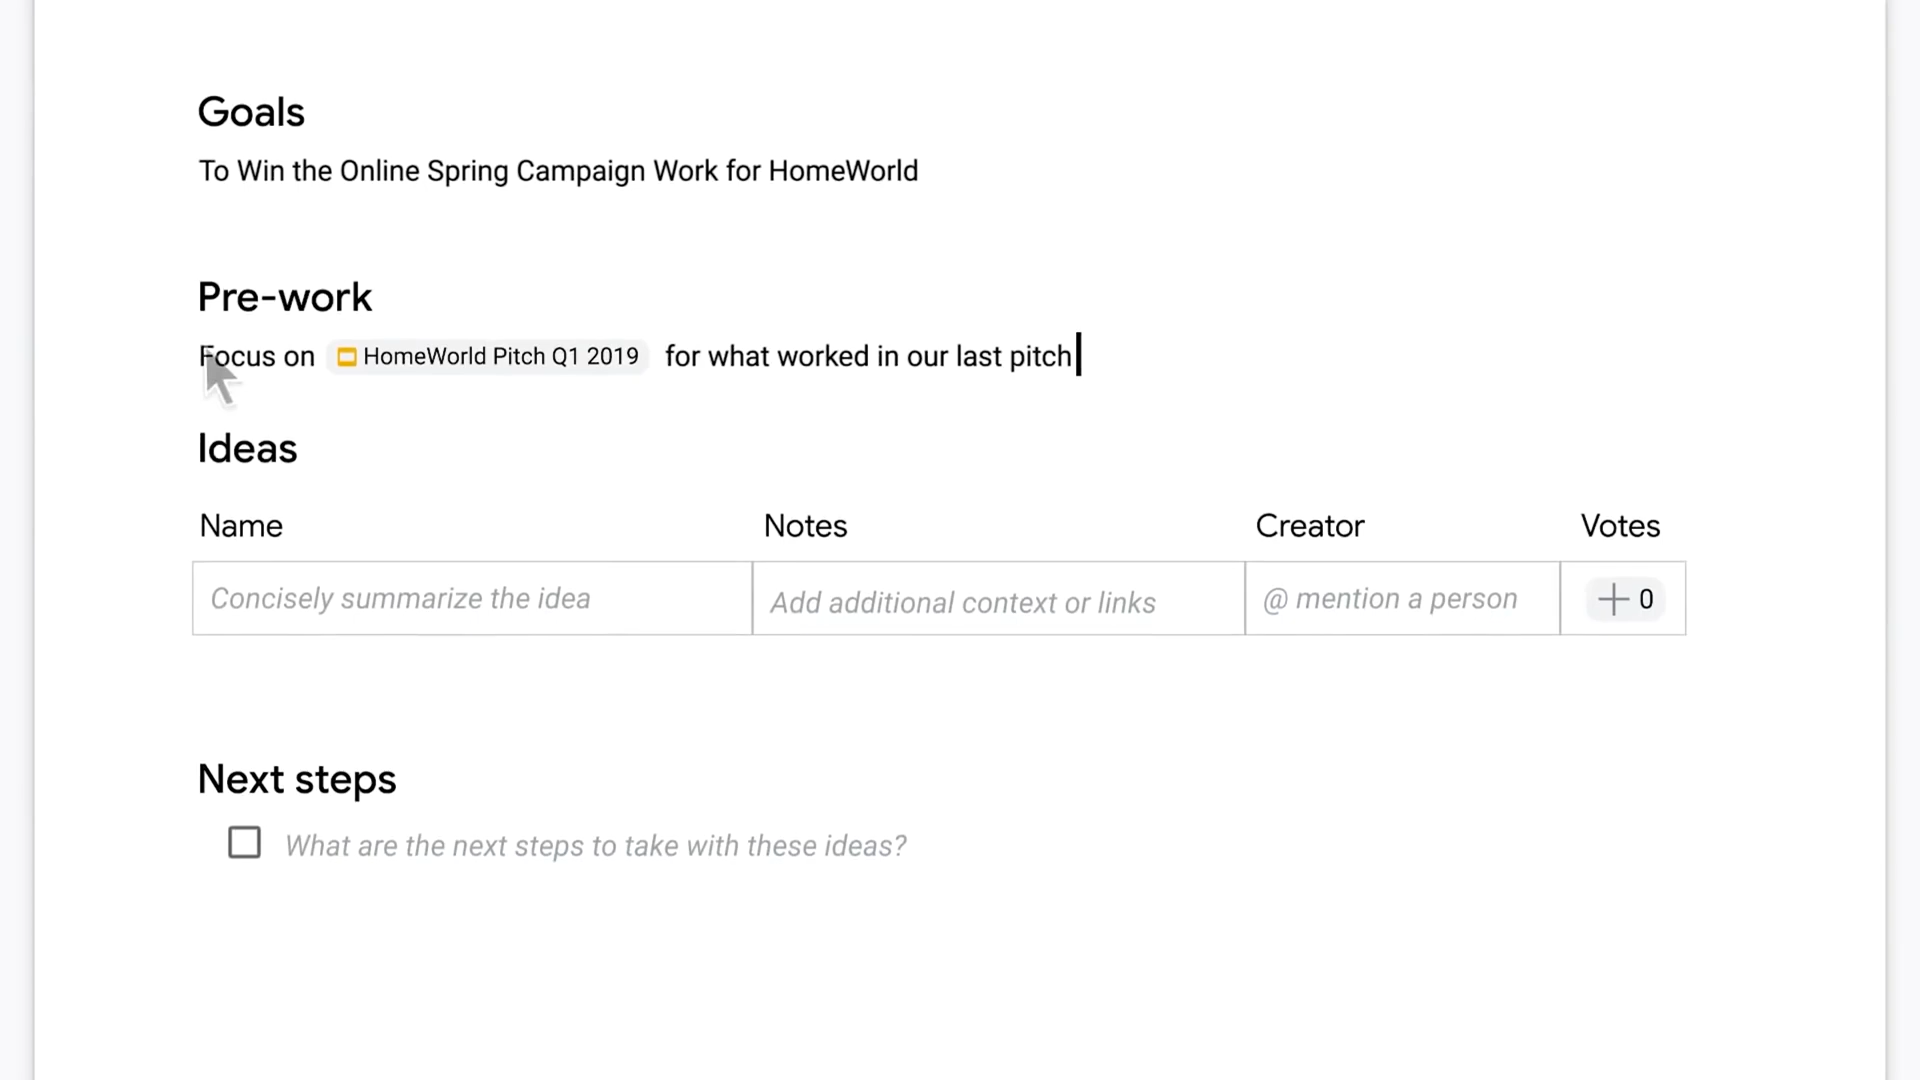 Goals
To Win the Online Spring Campaign Work for HomeWorld
Pre-work
Focus on HomeWorld Pitch Q1 2019 for what worked in our last pitch
Ideas
Name Notes Creator Votes
Concisely summarize the idea Add additional context or links @ mention a person + 0
Next steps
What are the next steps to take with these ideas?